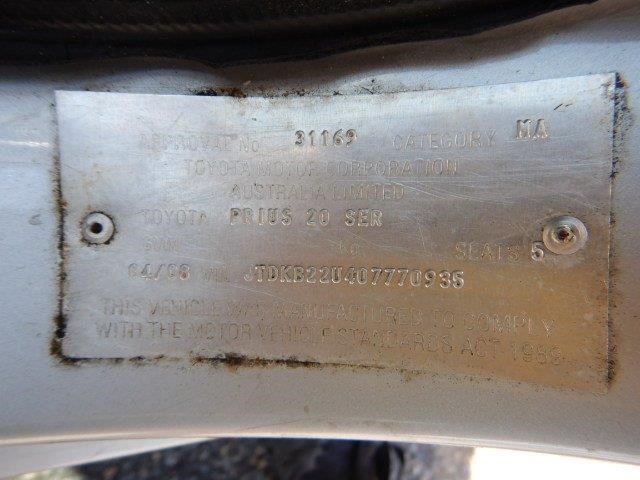 APPROVAL No. 31169 CATEGORY MA
TOYOTA MOTOR CORPORATION
AUSTRALIA LIMITED
TOYOTA PRIUS 20 SER
SEATS 5
04/08 VIN JTDKB22U407770935
THIS VEHICLE WAS MANUFACTURED TO COMPLY
WITH THE MOTOR VEHICLE STANDARDS ACT 1989